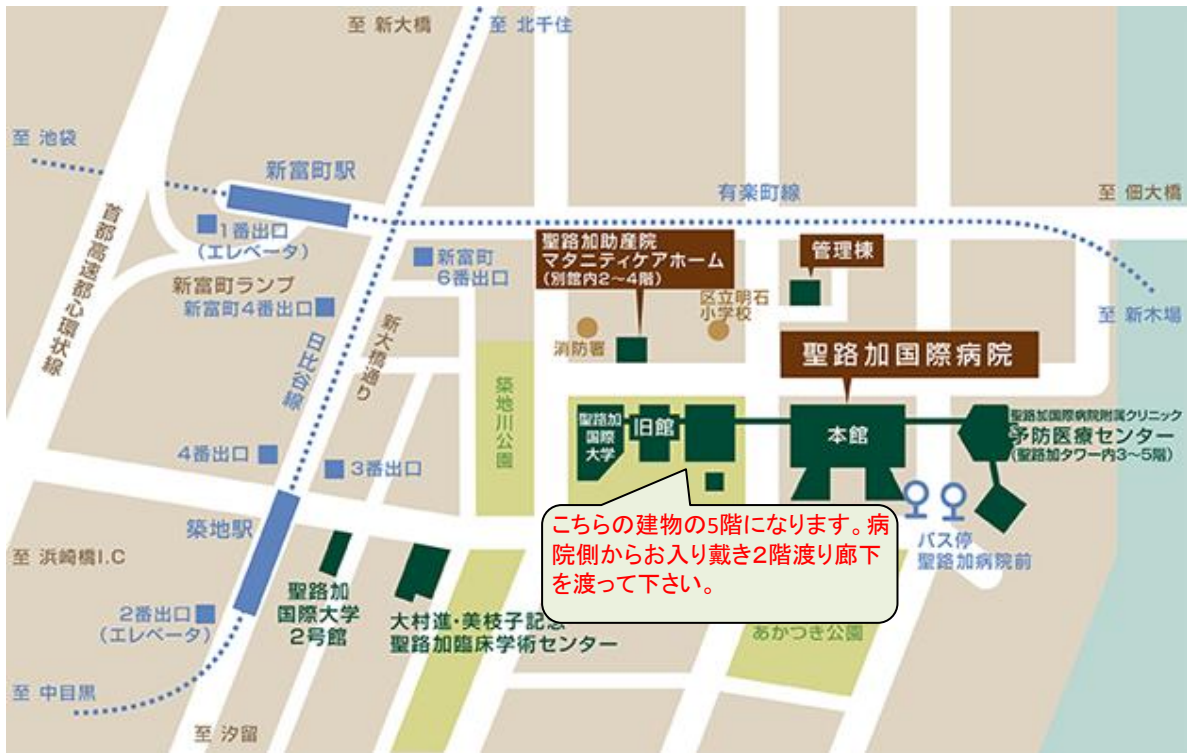 至 新大橋
至 北千住
至 池袋
新富町駅
有楽町線
至 佃大橋
首都高速都心環状線
1番出口
(エレベータ)
新富町
6番出口
聖路加助産院
マタニティケアホーム
(別館内2～4階)
管理棟
新富町ランプ
新富町4番出口
区立明石
小学校
至 新木場
日比谷線
新大橋通り
消防署
聖路加国際病院
築地川公園
聖路加
国際
大学
旧館
本館
聖路加国際病院附属クリニック
予防医療センター
(聖路加タワー内3～5階)
4番出口
3番出口
築地駅
こちらの建物の5階になります。病
院側からお入り戴き2階渡り廊下
を渡って下さい。
バス停
聖路加病院前
至 浜崎橋I.C
聖路加
国際大学
2号館
2番出口
(エレベータ)
大村進・美枝子記念
聖路加臨床学術センター
あかつき公園
至 中目黒
至 汐留